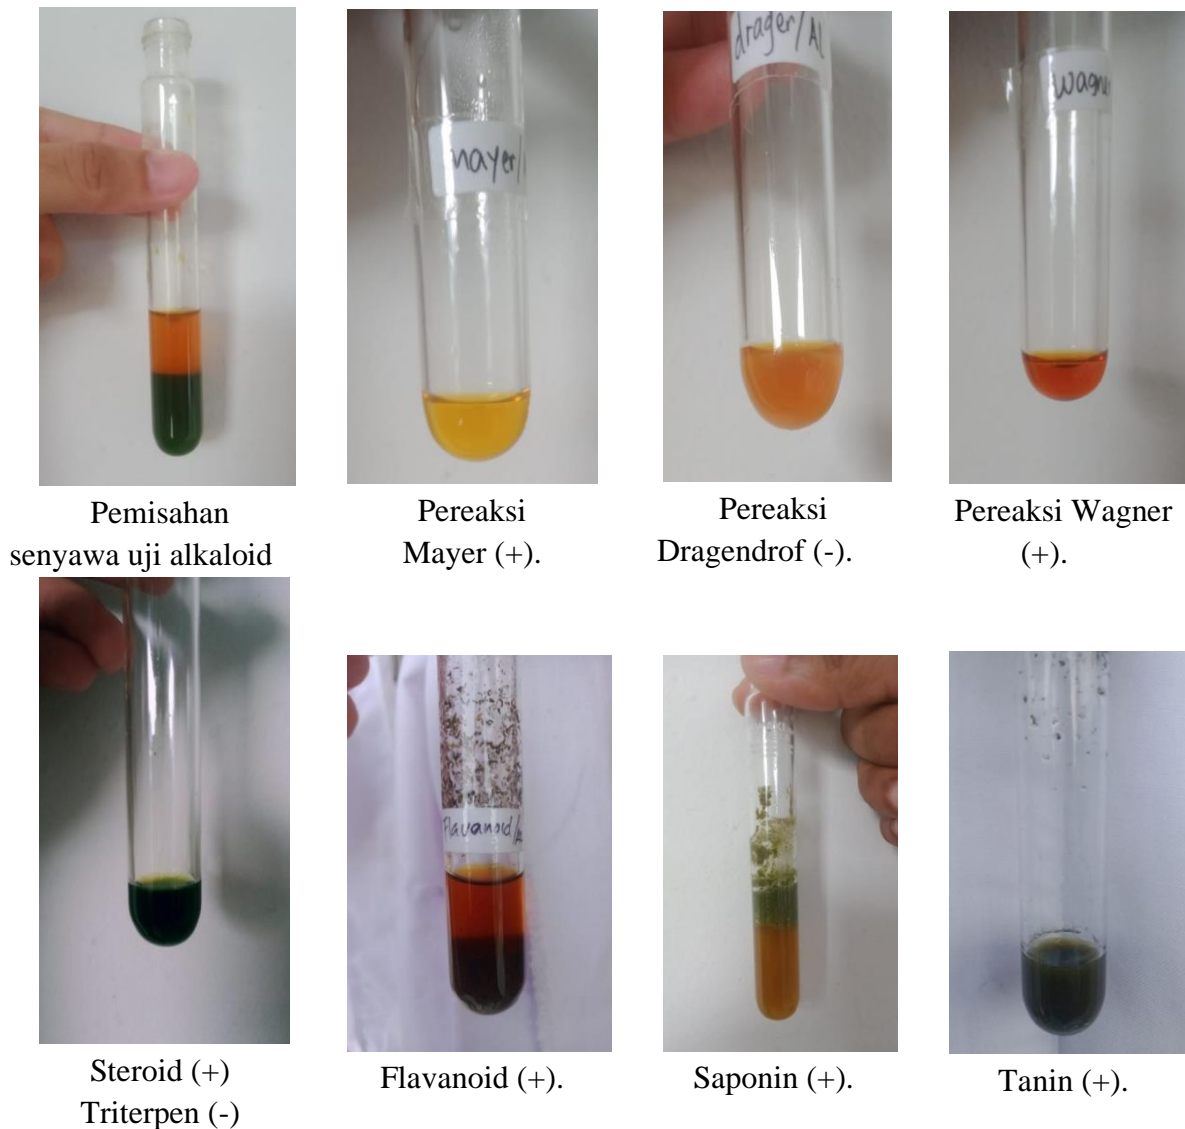 mayer/
drager/Al
wagne
Pemisahan
senyawa uji alkaloid
Pereaksi
Mayer (+).
Pereaksi
Dragendrof (-).
Pereaksi Wagner
(+).
Flavanoid/
Steroid (+)
Triterpen (-)
Flavanoid (+).
Saponin (+).
Tanin (+).